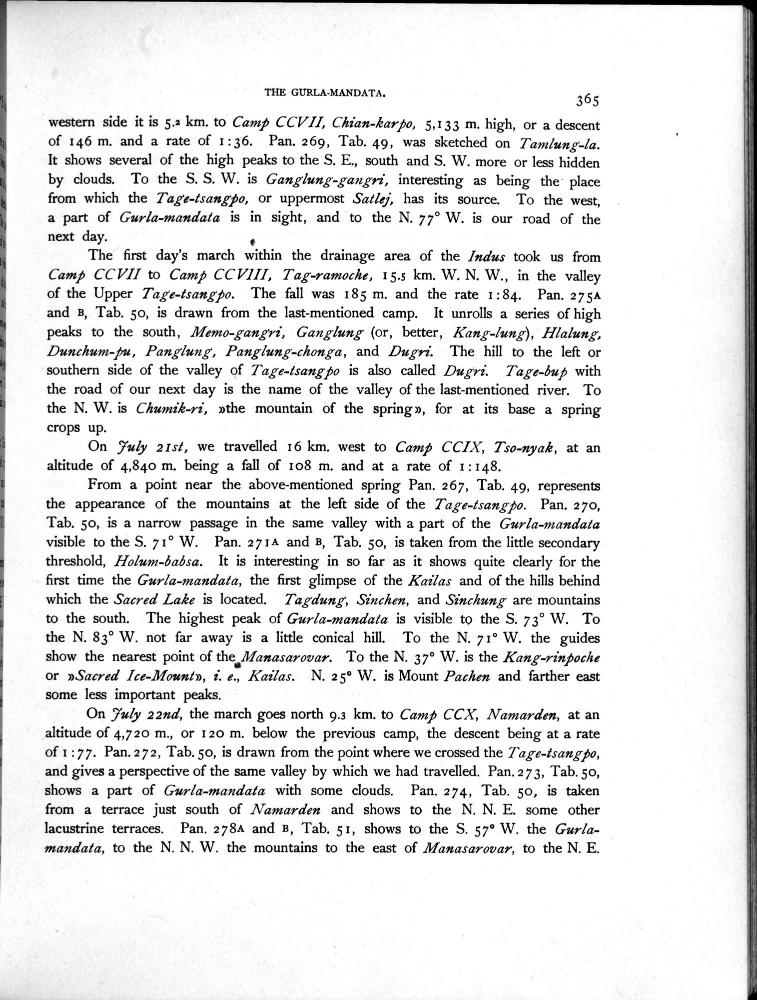 THE GURLA-MANDATA.
365
western side it is 5.2 km. to Camp CCVII, Chian-karpo, 5,133 m. high, or a descent
of 146 m. and a rate of 1:36. Pan. 269, Tab. 49, was sketched on Tamlung-la.
It shows several of the high peaks to the S. E., south and S. W. more or less hidden
by clouds. To the S. S. W. is Ganglung-gangri, interesting as being the place
from which the Tage-tsangpo, or uppermost Satlej, has its source. To the west,
a part of Gurla-mandata is in sight, and to the N. 77° W. is our road of the
next day.
The first day's march within the drainage area of the Indus took us from
Camp CCVII to Camp CCVIII, Tag-ramoche, 15.5 km. W. N. W., in the valley
of the Upper Tage-tsangpo. The fall was 185 m. and the rate 1:84. Pan. 275A
and B, Tab. 50, is drawn from the last-mentioned camp. It unrolls a series of high
peaks to the south, Memo-gangri, Ganglung (or, better, Kang-lung), Hlalung,
Dunchum-pu, Panglung, Panglung-chonga, and Dugri. The hill to the left or
southern side of the valley of Tage-tsangpo is also called Dugri. Tage-bup with
the road of our next day is the name of the valley of the last-mentioned river. To
the N. W. is Chumik-ri, »the mountain of the spring», for at its base a spring
crops up.
On July 21st, we travelled 16 km. west to Camp CCIX, Tso-nyak, at an
altitude of 4,840 m. being a fall of 108 m. and at a rate of 1:148.
From a point near the above-mentioned spring Pan. 267, Tab. 49, represents
the appearance of the mountains at the left side of the Tage-tsangpo. Pan. 270,
Tab. 50, is a narrow passage in the same valley with a part of the Gurla-mandata
visible to the S. 71° W. Pan. 271A and B, Tab. 50, is taken from the little secondary
threshold, Holum-babsa. It is interesting in so far as it shows quite clearly for the
first time the Gurla-mandata, the first glimpse of the Kailas and of the hills behind
which the Sacred Lake is located. Tagdung, Sinchen, and Sinchung are mountains
to the south. The highest peak of Gurla-mandata is visible to the S. 73° W. To
the N. 83° W. not far away is a little conical hill. To the N. 71° W. the guides
show the nearest point of the Manasarovar. To the N. 37° W. is the Kang-rinpoche
or »Sacred Ice-Mount», i. e., Kailas. N. 25° W. is Mount Pachen and farther east
some less important peaks.
On July 22nd, the march goes north 9.3 km. to Camp CCX, Namarden, at an
altitude of 4,720 m., or 120 m. below the previous camp, the descent being at a rate
of 1:77. Pan. 272, Tab. 50, is drawn from the point where we crossed the Tage-tsangpo,
and gives a perspective of the same valley by which we had travelled. Pan. 273, Tab. 50,
shows a part of Gurla-mandata with some clouds. Pan. 274, Tab. 50, is taken
from a terrace just south of Namarden and shows to the N. N. E. some other
lacustrine terraces. Pan. 278A and B, Tab. 51, shows to the S. 57° W. the Gurla-
mandata, to the N. N. W. the mountains to the east of Manasarovar, to the N. E.